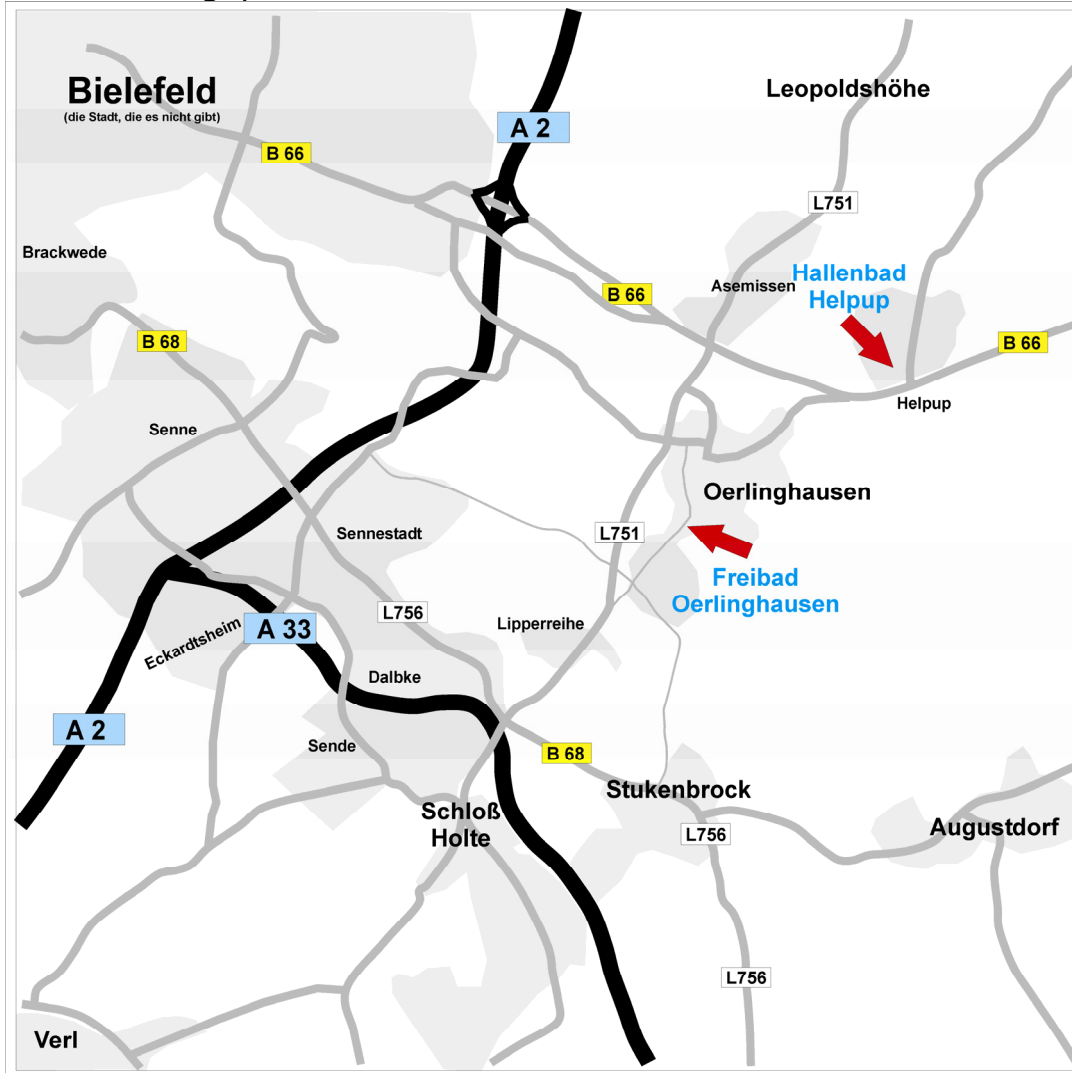 Bielefeld
(die Stadt, die es nicht gibt)
A 2
Leopoldshöhe
B 66
L751
Brackwede
Asemissen
Hallenbad
Helpup
B 66
B 68
B 66
Helpup
Senne
Oerlinghausen
Sennestadt
L751
Freibad
Oerlinghausen
L756
Lipperreihe
A 33
Eckardtsheim
Dalbke
A 2
Sende
B 68
Stukenbrock
Schloß
Holte
L756
Augustdorf
L756
Verl